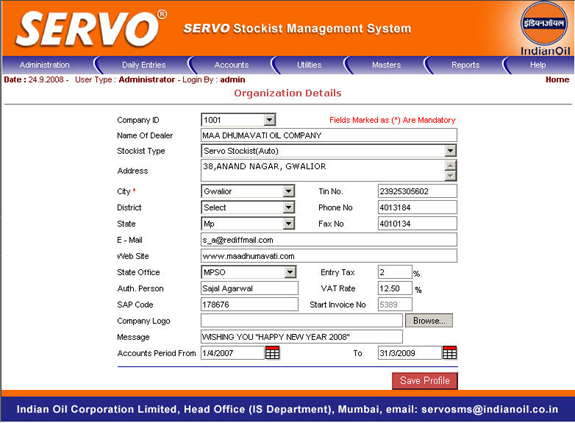 SERVO® SERVO Stockist Management System
इंडियनऑयल
IndianOil
Administration Daily Entries Accounts Utilities Masters Reports Help
Date : 24.9.2008 - User Type : Administrator - Login By : admin Home
Organization Details
Company ID 1001 Fields Marked as (*) Are Mandatory
Name Of Dealer MAA DHUMAVATI OIL COMPANY
Stockist Type Servo Stockist(Auto)
Address 38,ANAND NAGAR, GWALIOR
City * Gwalior Tin No. 23925305602
District Select Phone No 4013184
State Mp Fax No 4010134
E - Mail s_a@rediffmail.com
Web Site www.maadhumavati.com
State Office MPSO Entry Tax 2 %
Auth. Person Sajal Agarwal VAT Rate 12.50 %
SAP Code 178676 Start Invoice No 5389
Company Logo Browse...
Message WISHING YOU "HAPPY NEW YEAR 2008"
Accounts Period From 1/4/2007 To 31/3/2009
Save Profile
Indian Oil Corporation Limited, Head Office (IS Department), Mumbai, email: servosms@indianoil.co.in